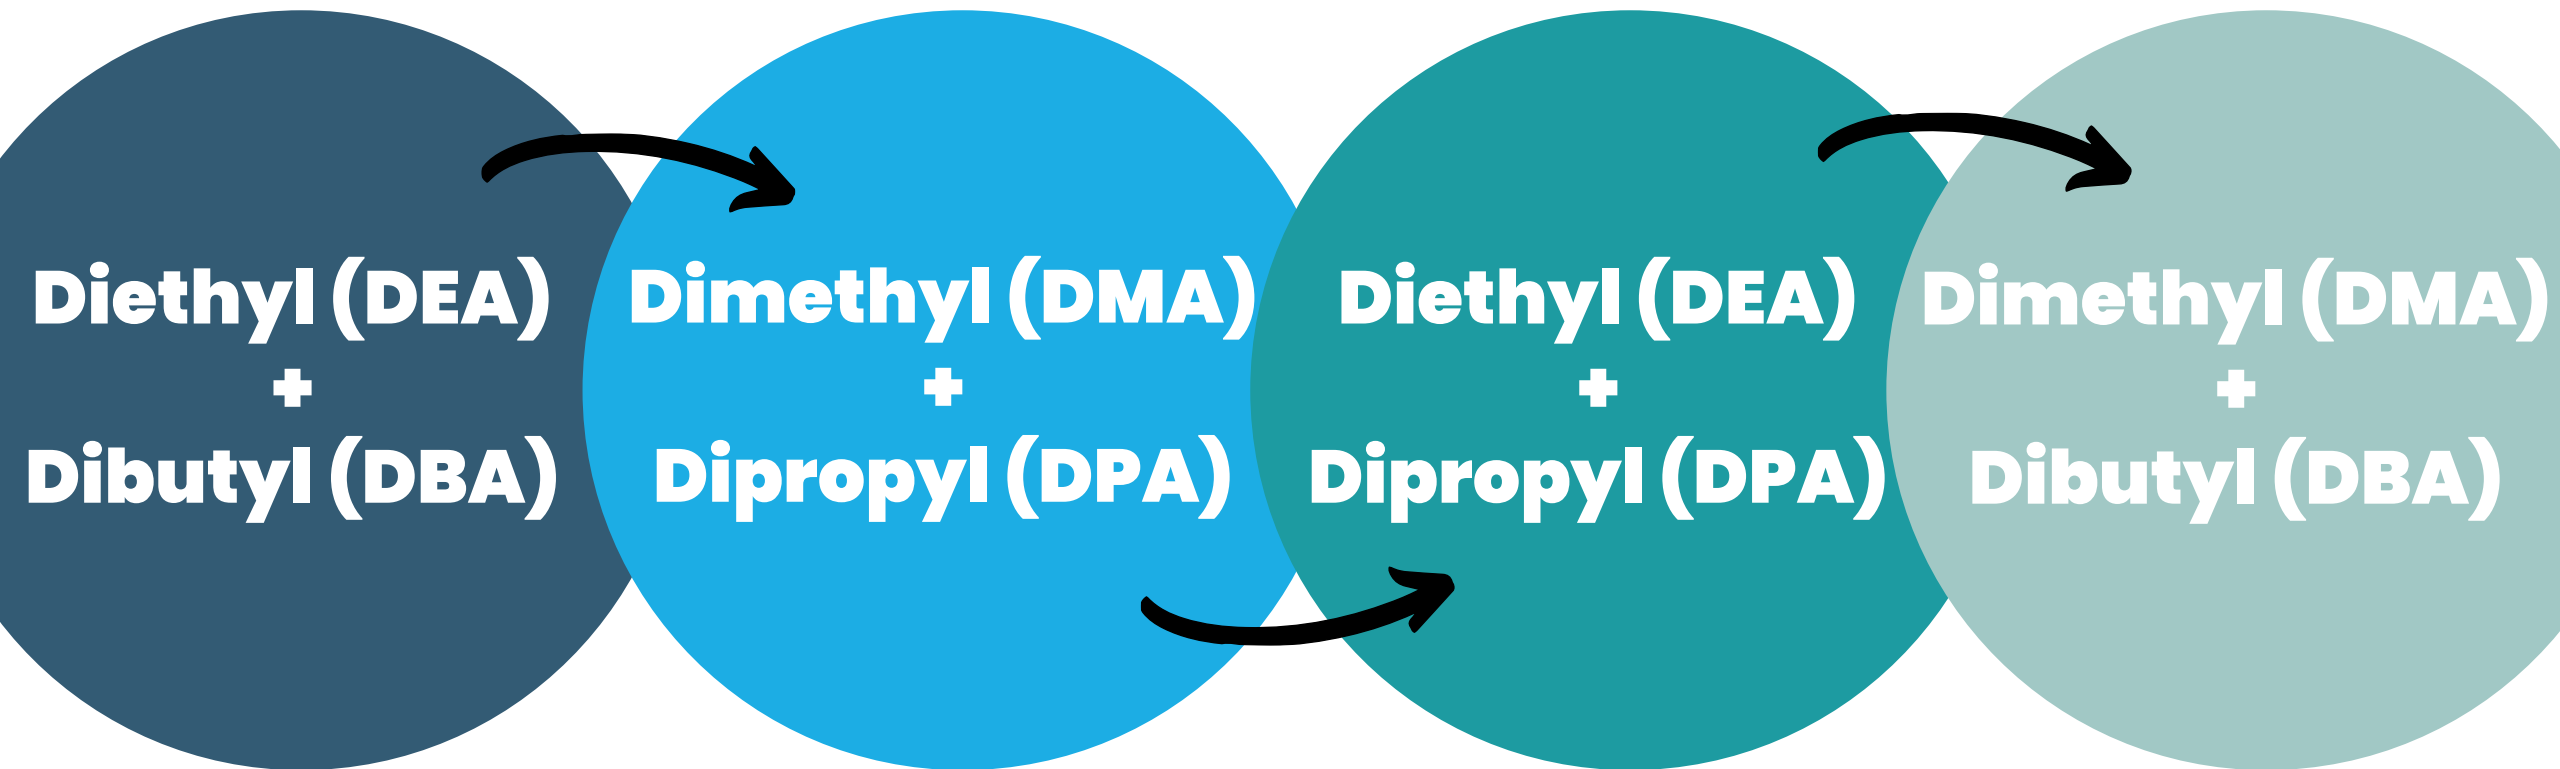 Diethyl (DEA)
+
Dibutyl (DBA)
Dimethyl (DMA)
+
Dipropyl (DPA)
Diethyl (DEA)
+
Dipropyl (DPA)
Dimethyl (DMA)
+
Dibutyl (DBA)